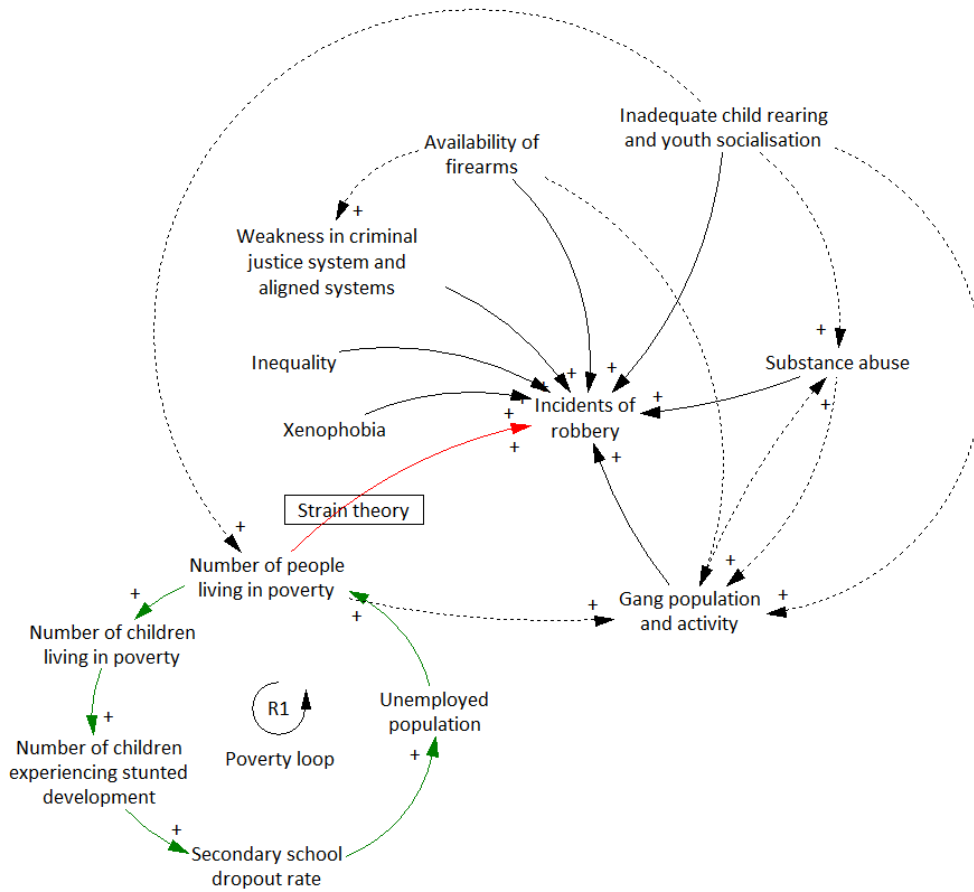 Inadequate child rearing
and youth socialisation
Availability of
firearms
+
Weakness in criminal
justice system and
aligned systems
+
Inequality
Substance abuse
+
+
+
+
+
+
Incidents of
robbery
+
+
Xenophobia
+
+
+
Strain theory
+
Number of people
living in poverty
+
+
+
+
Gang population
and activity
+
+
Number of children
living in poverty
Unemployed
population
R1
+
Poverty loop
Number of children
experiencing stunted
development
+
+
Secondary school
dropout rate